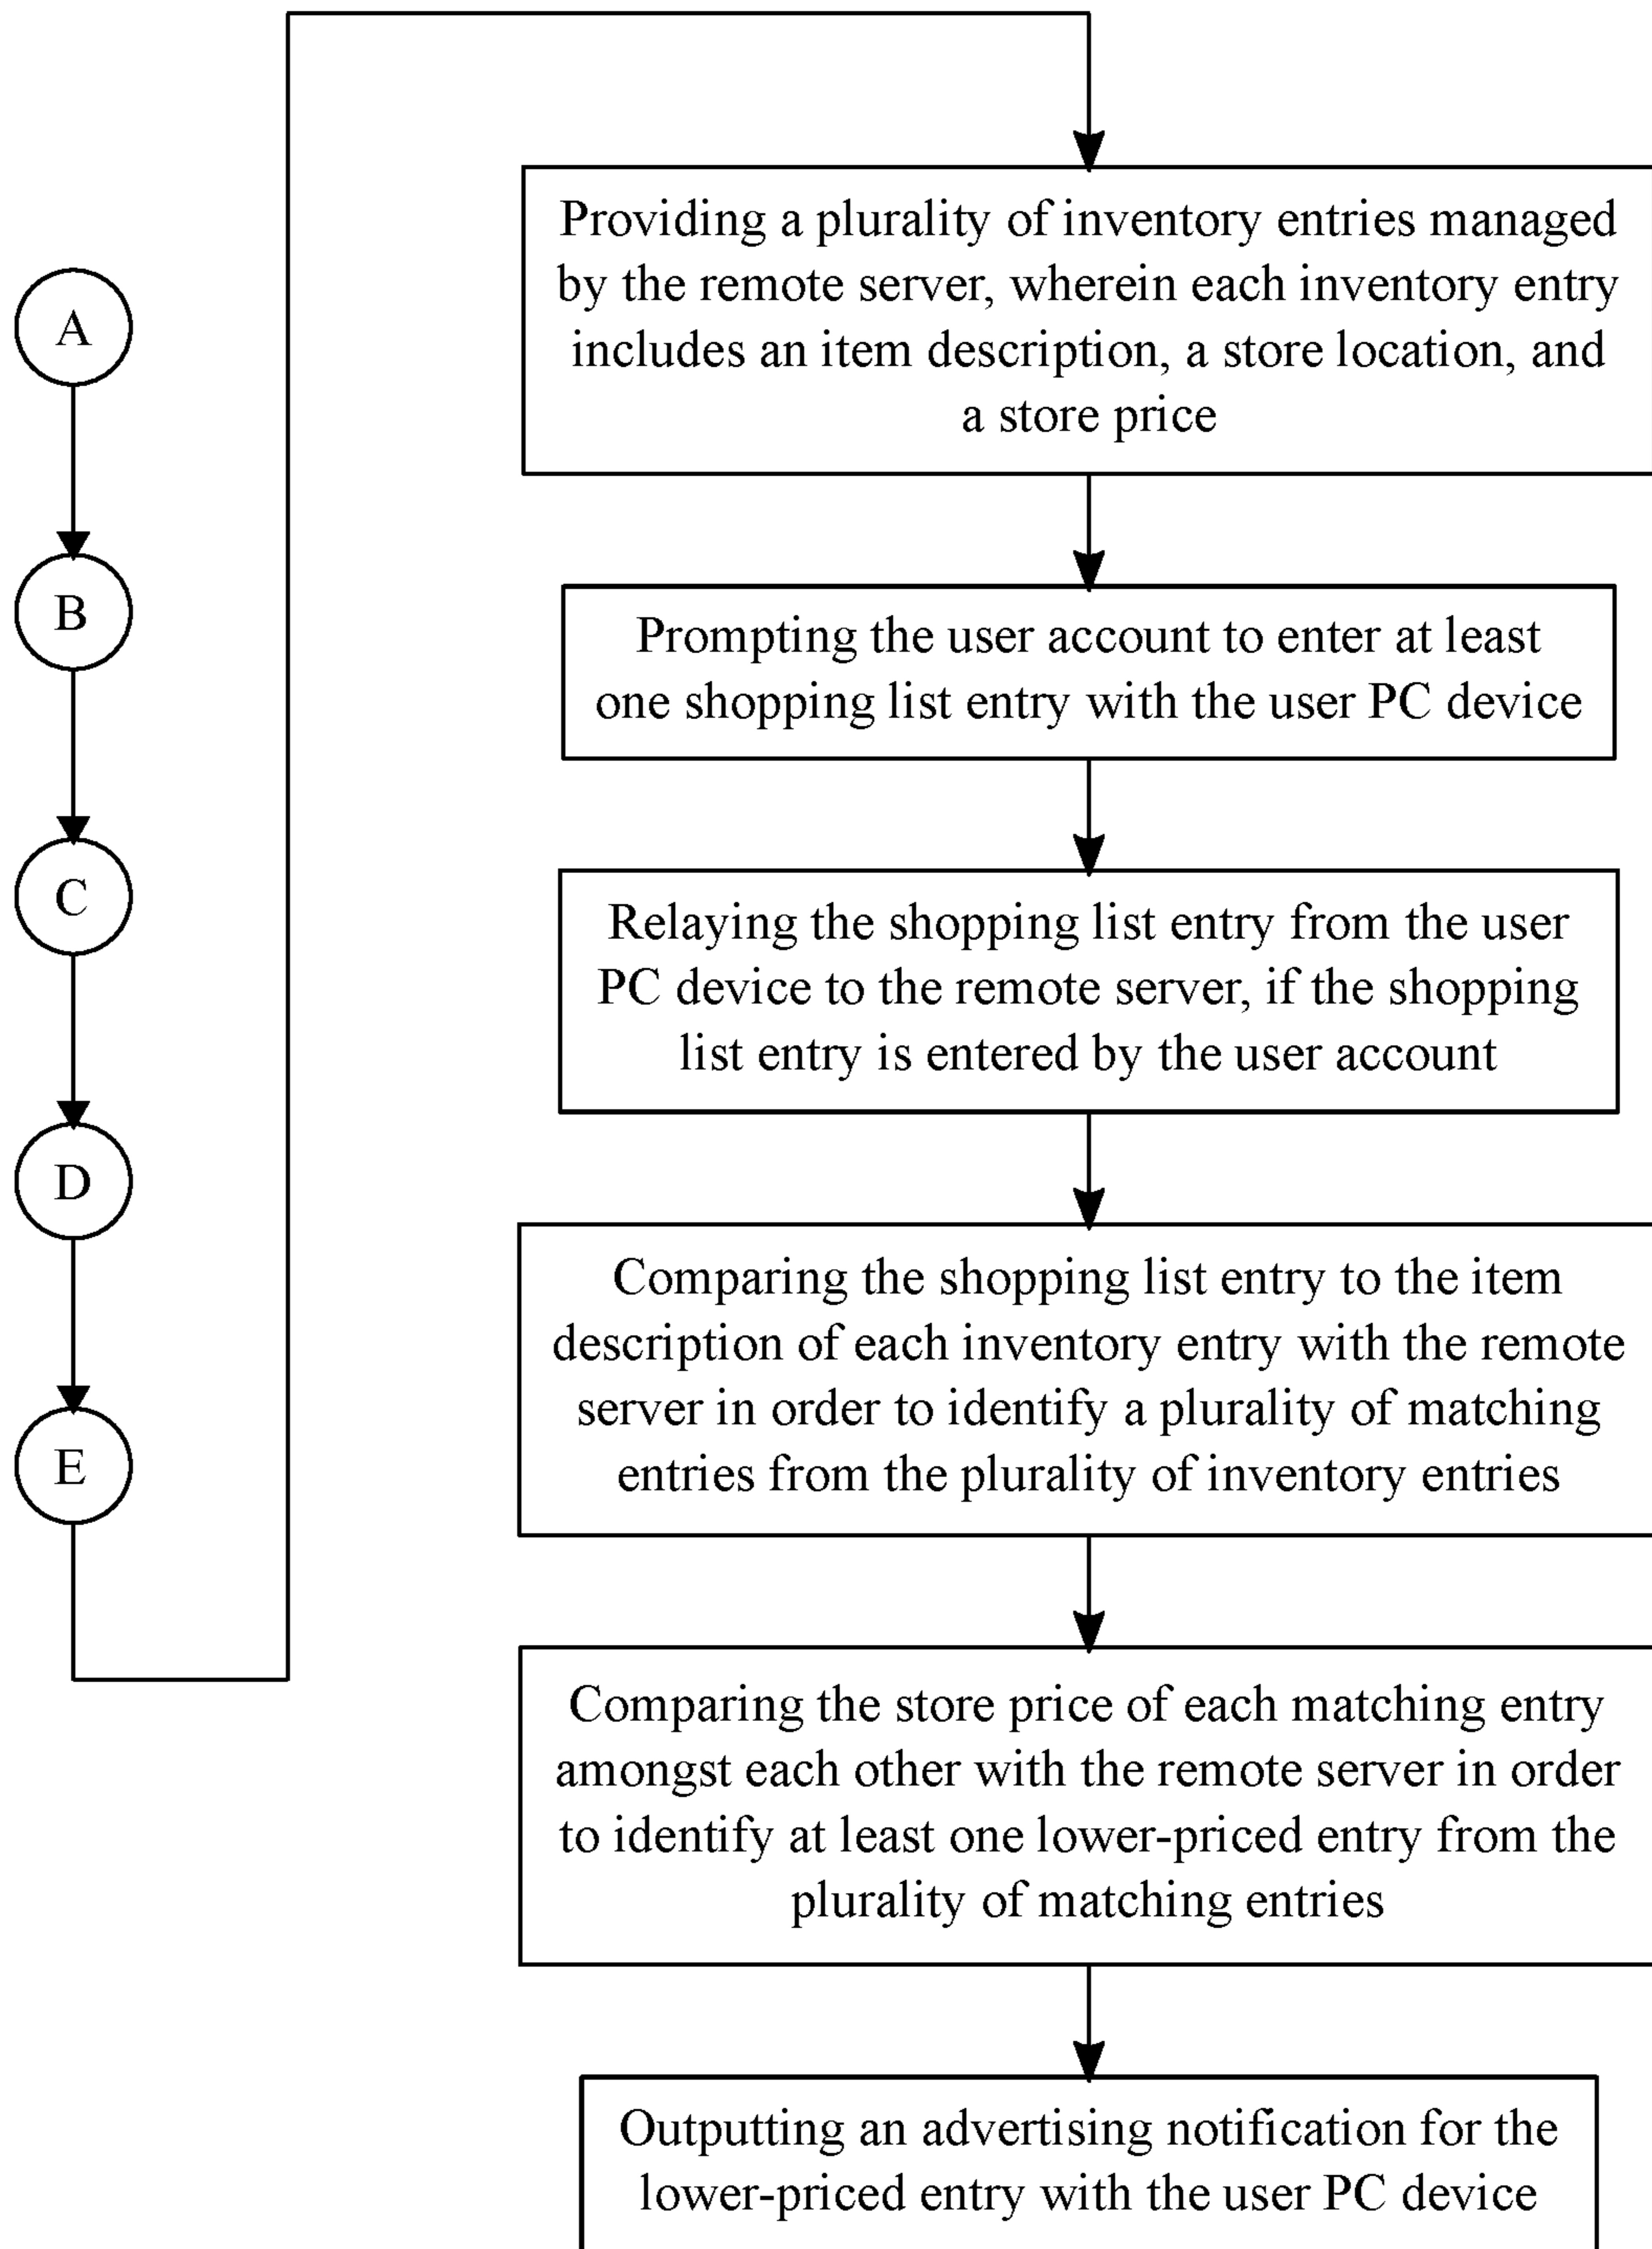 A
B
C
D
E
Providing a plurality of inventory entries managed
by the remote server, wherein each inventory entry
includes an item description, a store location, and
a store price
Prompting the user account to enter at least
one shopping list entry with the user PC device
Relaying the shopping list entry from the user
PC device to the remote server, if the shopping
list entry is entered by the user account
Comparing the shopping list entry to the item
description of each inventory entry with the remote
server in order to identify a plurality of matching
entries from the plurality of inventory entries
Comparing the store price of each matching entry
amongst each other with the remote server in order
to identify at least one lower-priced entry from the
plurality of matching entries
Outputting an advertising notification for the
lower-priced entry with the user PC device